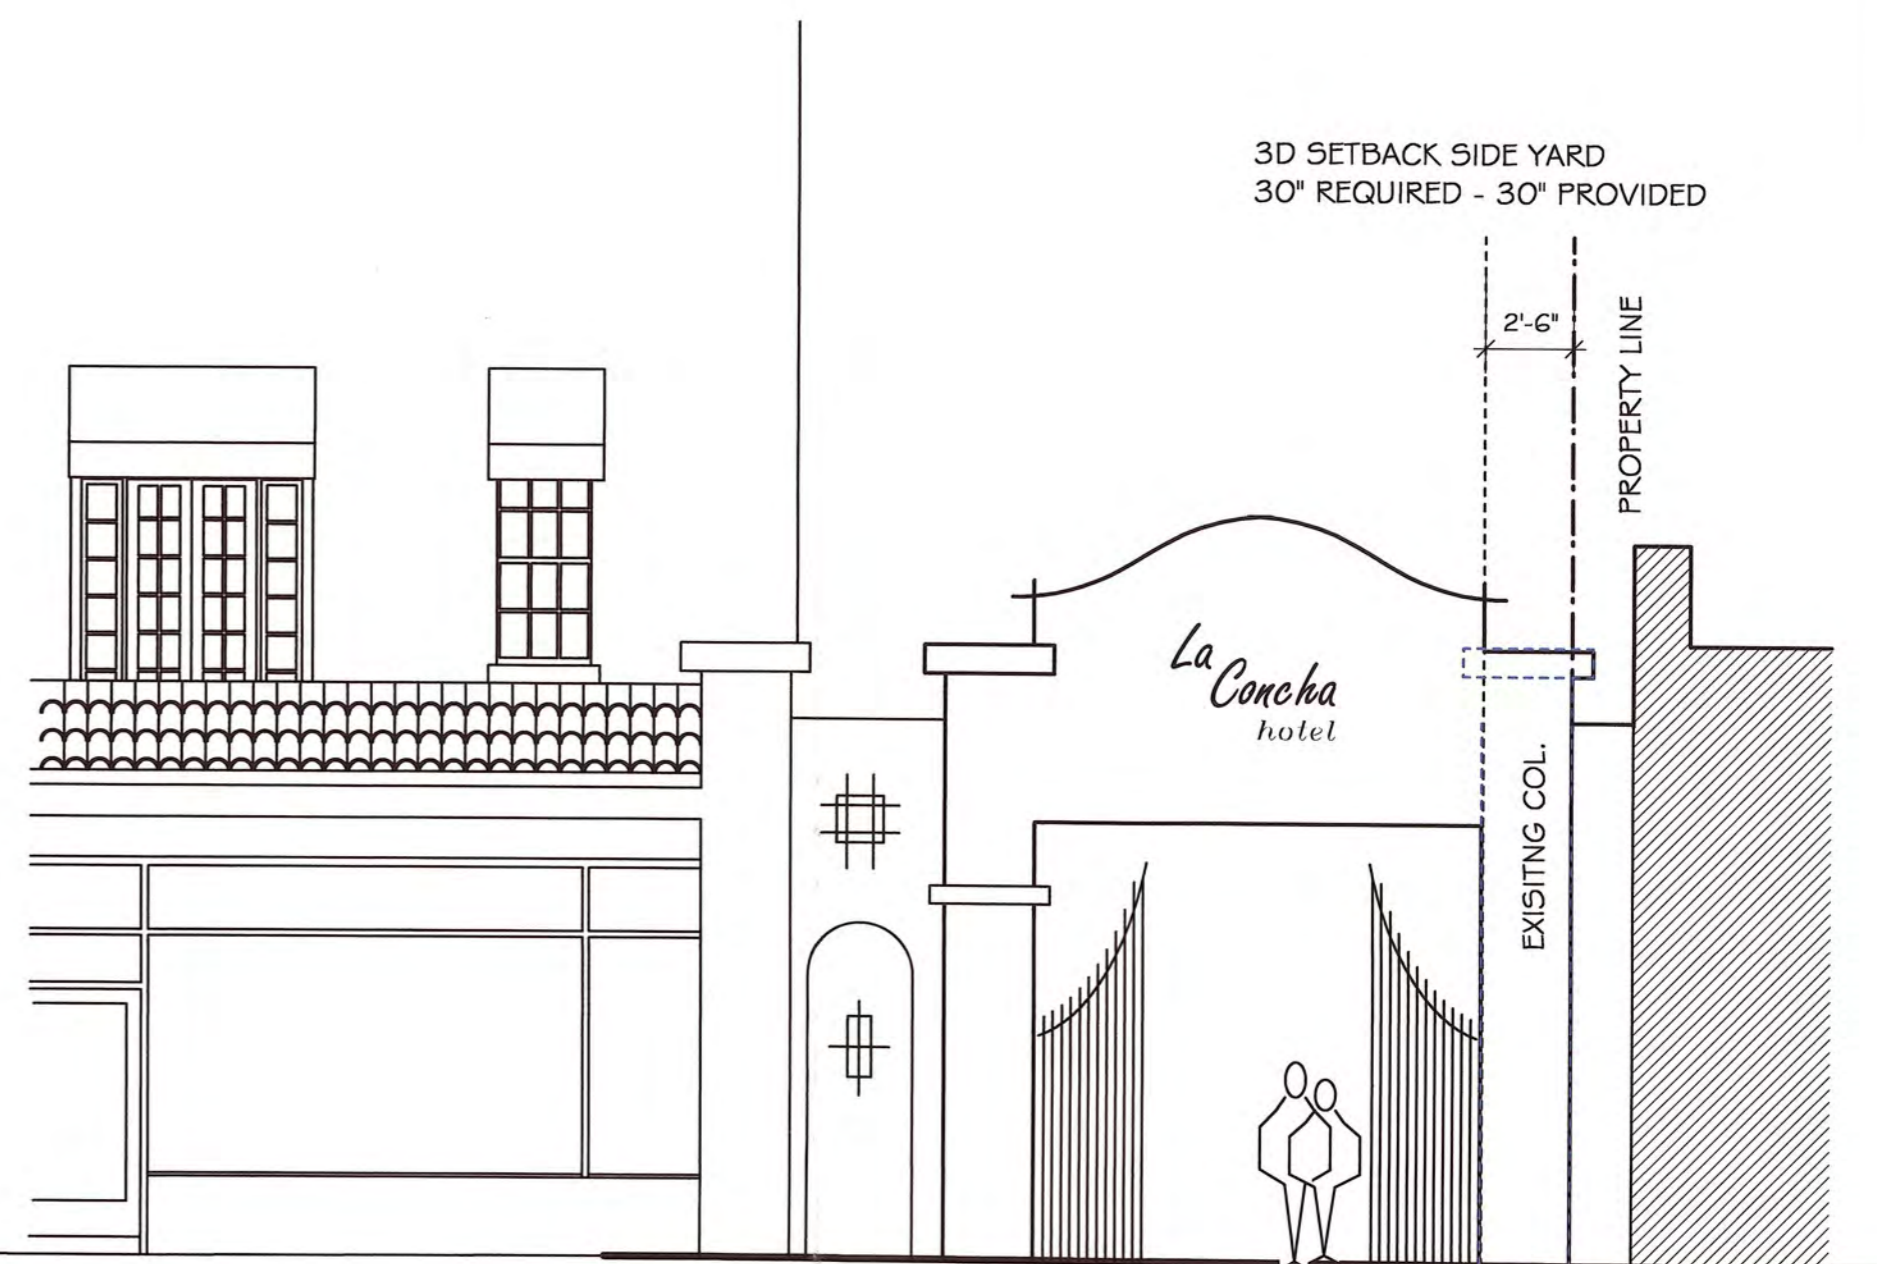 3D SETBACK SIDE YARD
30" REQUIRED - 30" PROVIDED
2'-6"
PROPERTY LINE
La
Concha
hotel
EXISITNG COL.